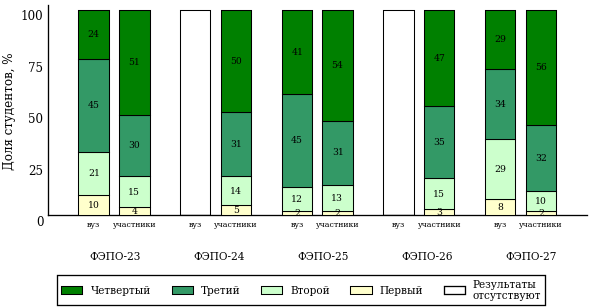 Доля студентов, %
100
75
50
25
0
24 51 50 41 54 47 29 56
45 30 31 45 31 35 34 32
21 15 14 12 13 15 29 10
10 4 5 2 2 3 8 2
вуз участники вуз участники вуз участники вуз участники вуз участники
ФЭПО-23 ФЭПО-24 ФЭПО-25 ФЭПО-26 ФЭПО-27
Четвертый Третий Второй Первый Результаты
отсутствуют